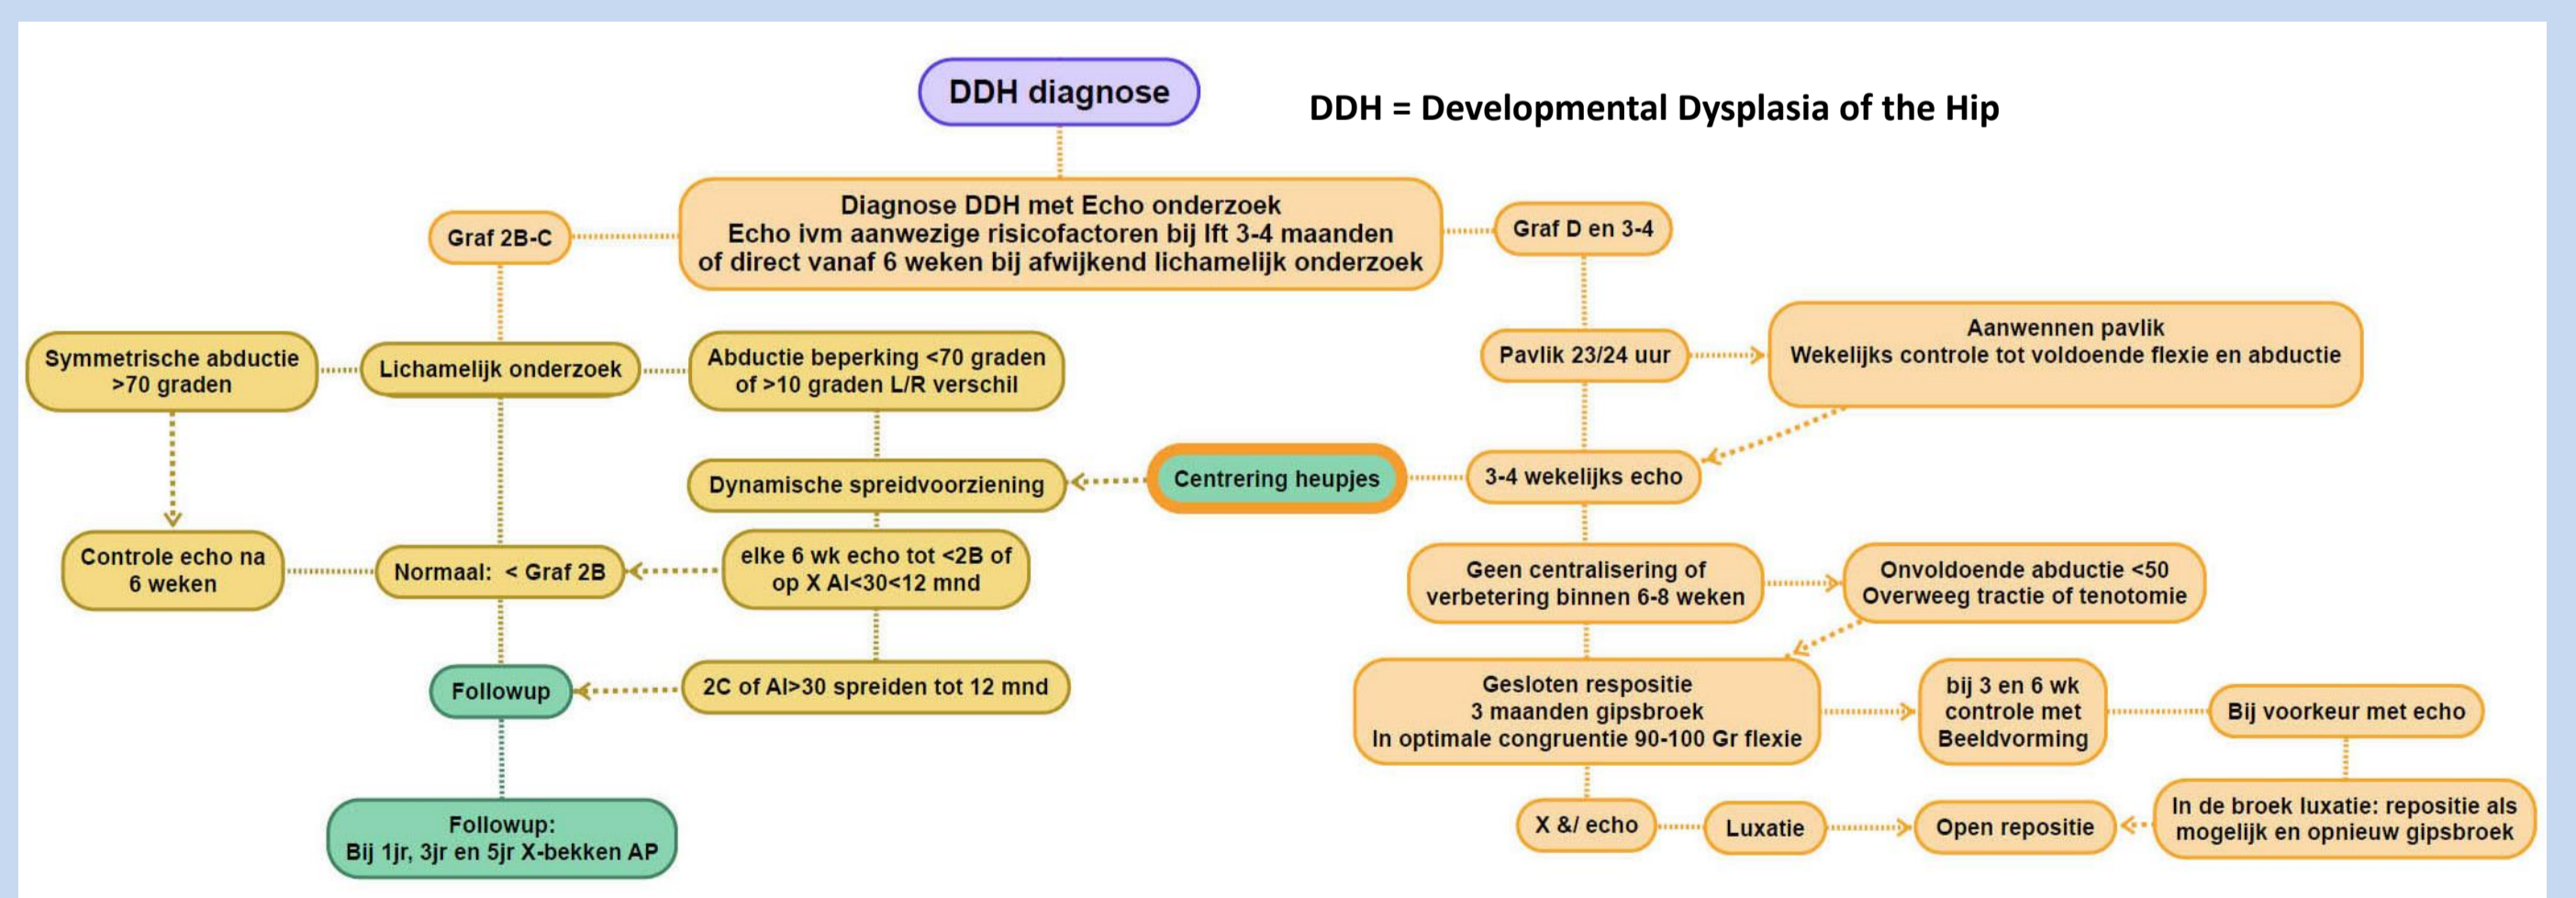 DDH diagnose
DDH = Developmental Dysplasia of the Hip
Diagnose DDH met Echo onderzoek
Echo ivm aanwezige risicofactoren bij lft 3-4 maanden
of direct vanaf 6 weken bij afwijkend lichamelijk onderzoek
Graf 2B-C
Graf D en 3-4
Symmetrische abductie
>70 graden
Lichamelijk onderzoek
Abductie beperking <70 graden
of >10 graden L/R verschil
Pavlik 23/24 uur
Aanwennen pavlik
Wekelijks controle tot voldoende flexie en abductie
Dynamische spreidvoorziening
Centrering heupjes
3-4 wekelijks echo
Controle echo na
6 weken
Normaal: < Graf 2B
elke 6 wk echo tot <2B of
op X AI<30<12 mnd
Geen centralisering of
verbetering binnen 6-8 weken
Onvoldoende abductie <50
Overweeg tractie of tenotomie
Followup
2C of AI>30 spreiden tot 12 mnd
Gesloten respositie
3 maanden gipsbroek
In optimale congruentie 90-100 Gr flexie
bij 3 en 6 wk
controle met
Beeldvorming
Bij voorkeur met echo
Followup:
Bij 1jr, 3jr en 5jr X-bekken AP
X &/ echo
Luxatie
Open repositie
In de broek luxatie: repositie als
mogelijk en opnieuw gipsbroek